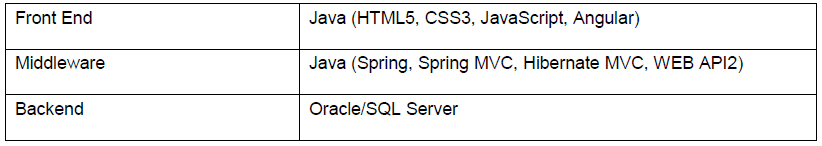 Front End Java (HTML5, CSS3, JavaScript, Angular)
Middleware Java (Spring, Spring MVC, Hibernate MVC, WEB API2)
Backend Oracle/SQL Server